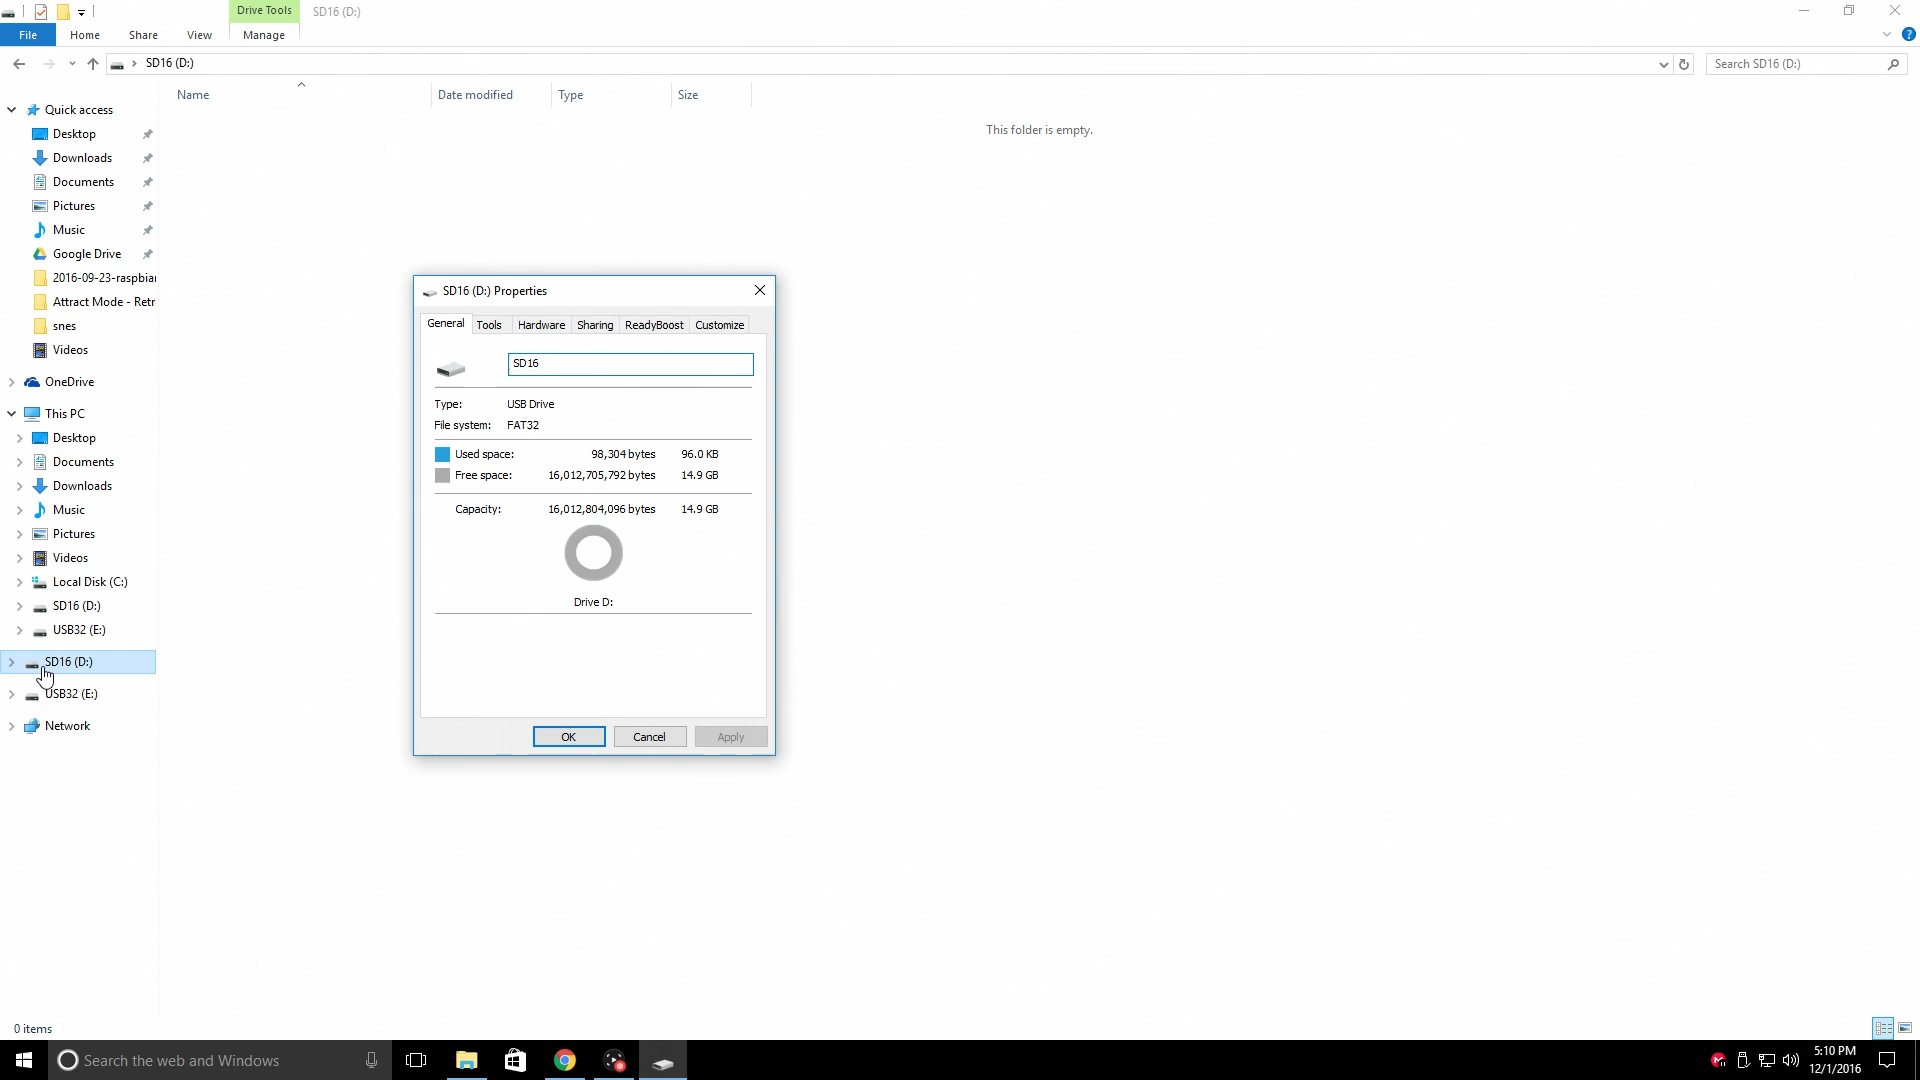 Drive Tools SD16 (D:)
File Home Share View Manage
SD16 (D:) Search SD16 (D:)
Name Date modified Type Size
This folder is empty.
Quick access
Desktop
Downloads
Documents
Pictures
Music
Google Drive
2016-09-23-raspbia
Attract Mode - Retr
snes
Videos
OneDrive
This PC
Desktop
Documents
Downloads
Music
Pictures
Videos
Local Disk (C:)
SD16 (D:)
USB32 (E:)
SD16 (D:)
USB32 (E:)
Network
SD16 (D:) Properties
General Tools Hardware Sharing ReadyBoost Customize
SD16
Type: USB Drive
File system: FAT32
Used space: 98,304 bytes 96.0 KB
Free space: 16,012,705,792 bytes 14.9 GB
Capacity: 16,012,804,096 bytes 14.9 GB
Drive D:
OK Cancel Apply
0 items
Search the web and Windows
5:10 PM
12/1/2016